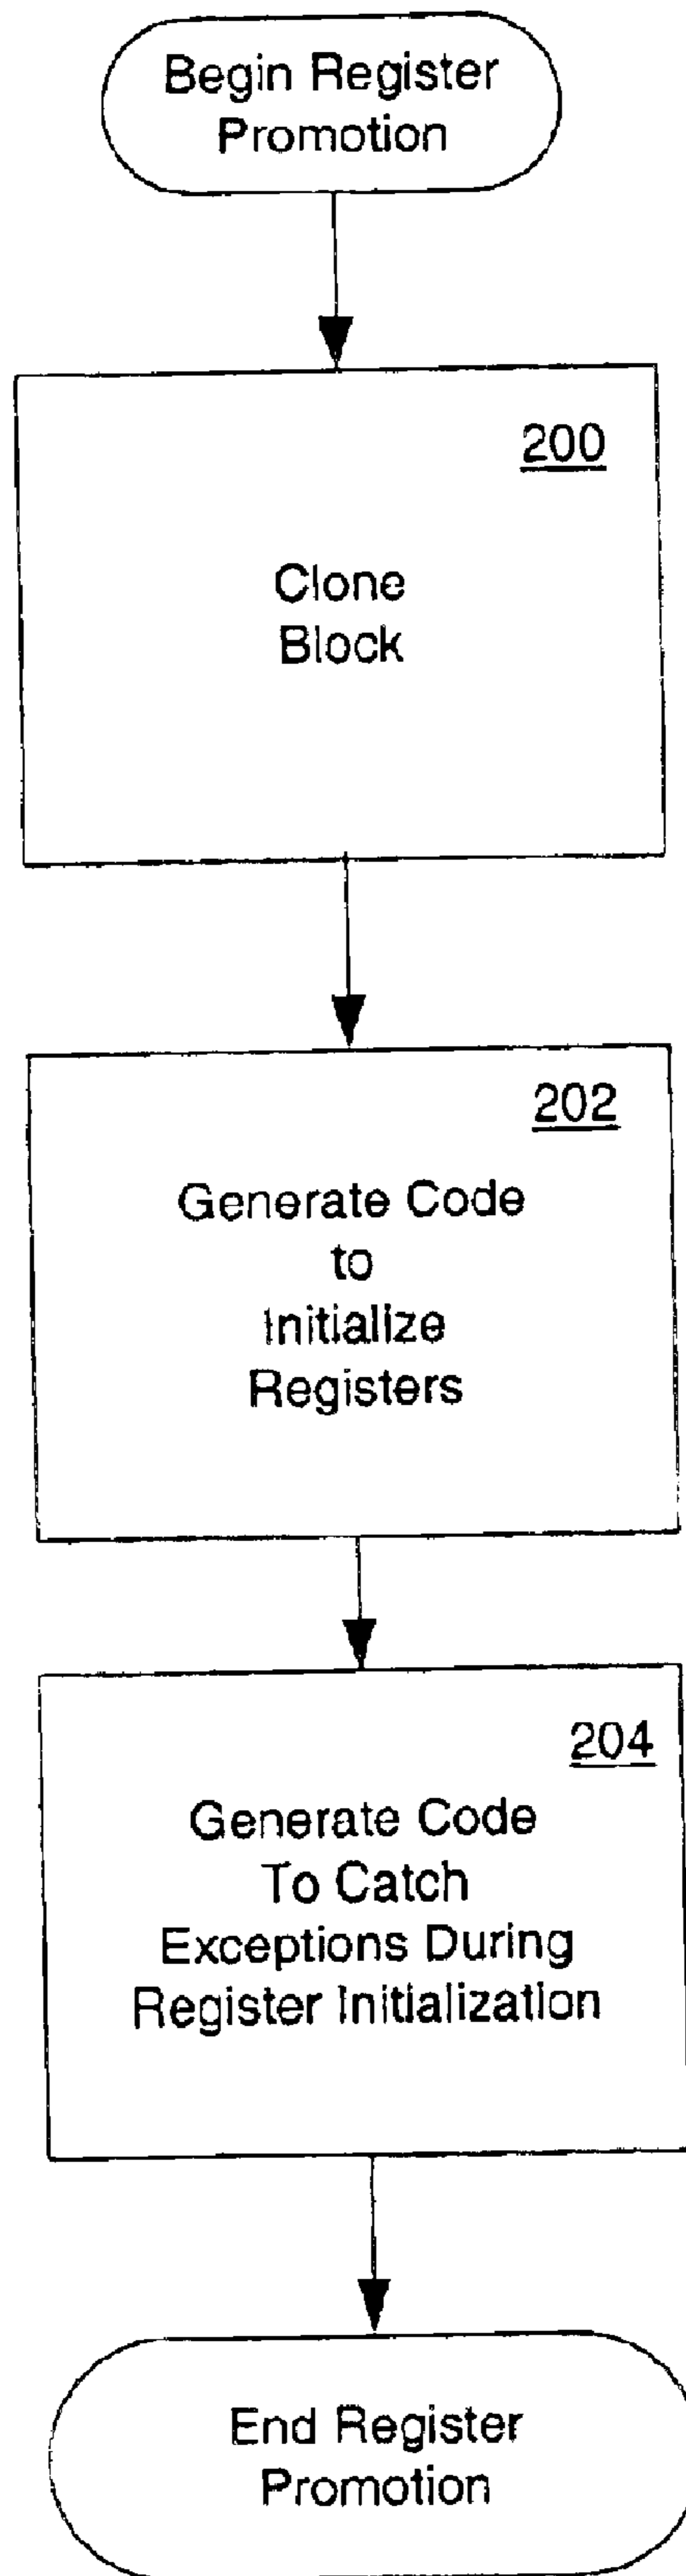 Begin Register
Promotion
200
Clone
Block
202
Generate Code
to
Initialize
Registers
204
Generate Code
To Catch
Exceptions During
Register Initialization
End Register
Promotion